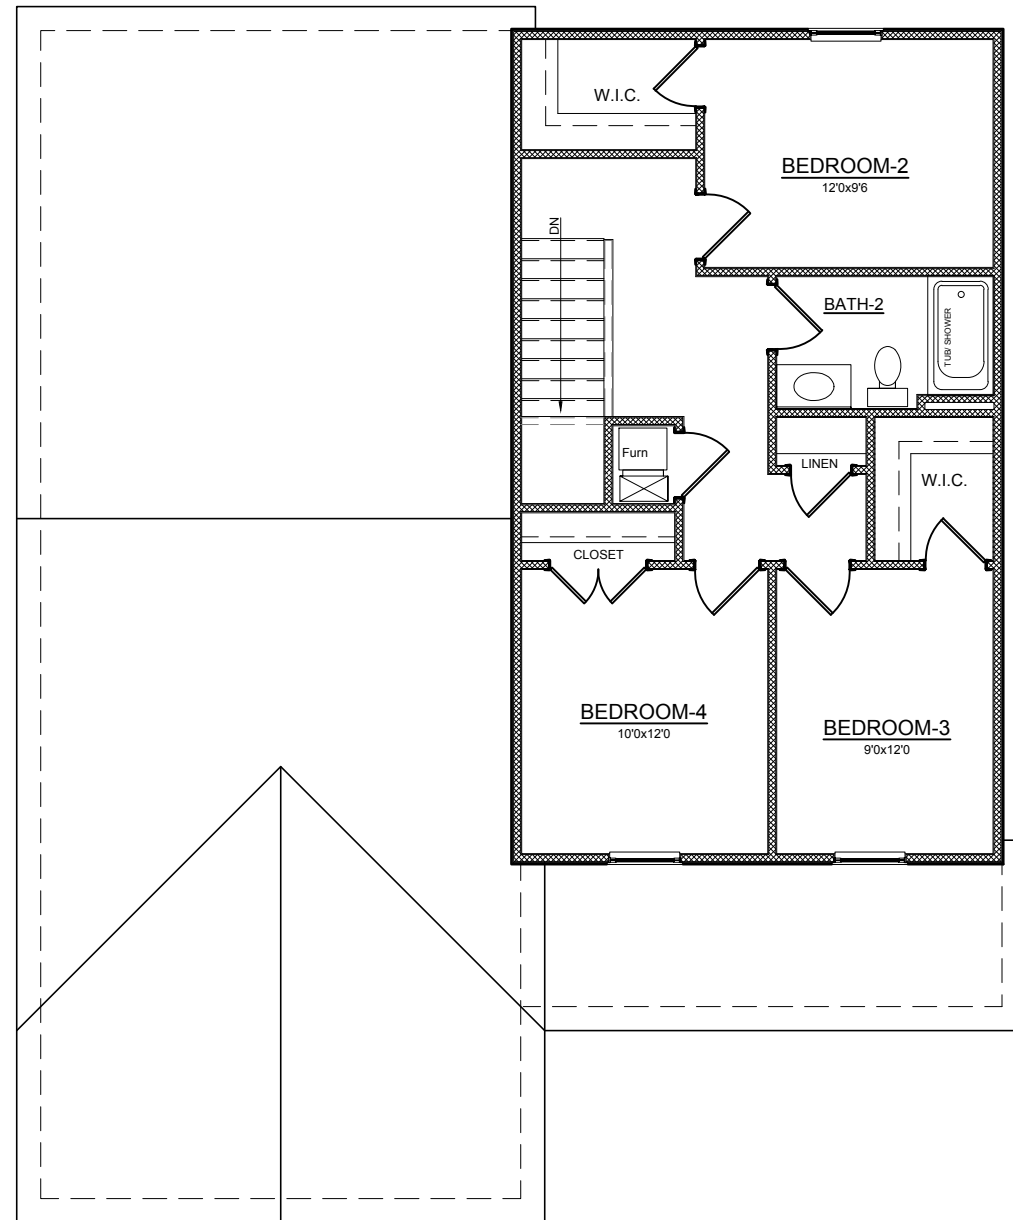 W.I.C.
BEDROOM-2
12'0x9'6
DN
BATH-2
TUB/ SHOWER
Furn
LINEN
W.I.C.
CLOSET
BEDROOM-4
10'0x12'0
BEDROOM-3
9'0x12'0